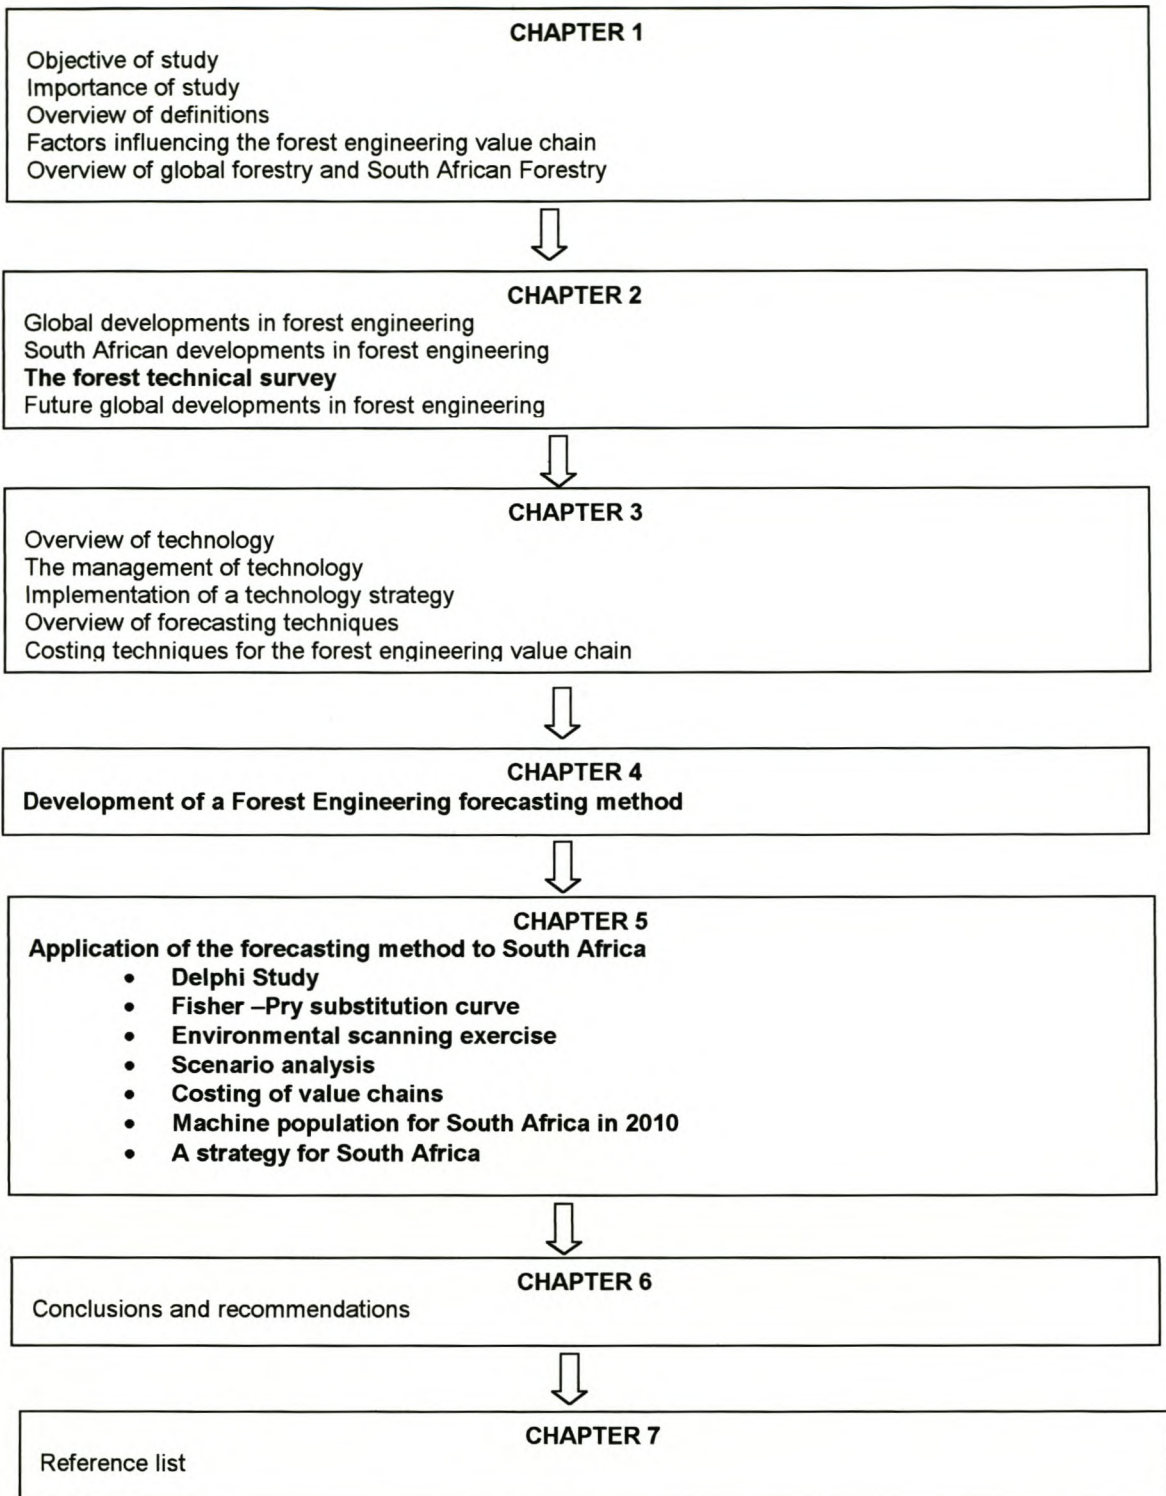 CHAPTER 1
Objective of study
Importance of study
Overview of definitions
Factors influencing the forest engineering value chain
Overview of global forestry and South African Forestry
CHAPTER 2
Global developments in forest engineering
South African developments in forest engineering
The forest technical survey
Future global developments in forest engineering
CHAPTER 3
Overview of technology
The management of technology
Implementation of a technology strategy
Overview of forecasting techniques
Costing techniques for the forest engineering value chain
CHAPTER 4
Development of a Forest Engineering forecasting method
CHAPTER 5
Application of the forecasting method to South Africa
• Delphi Study
• Fisher –Pry substitution curve
• Environmental scanning exercise
• Scenario analysis
• Costing of value chains
• Machine population for South Africa in 2010
• A strategy for South Africa
CHAPTER 6
Conclusions and recommendations
CHAPTER 7
Reference list